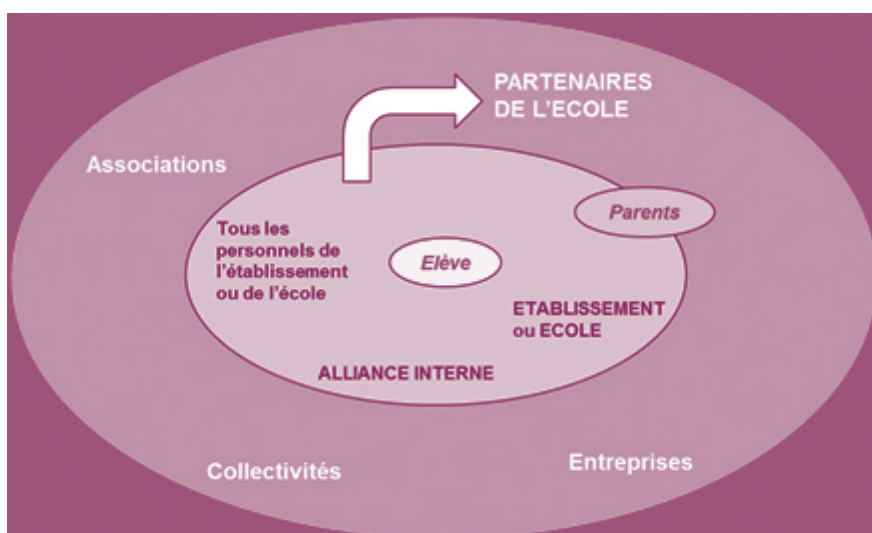 PARTENAIRES
DE L'ECOLE
Associations
Parents
Tous les
personnels de
l'établissement
ou de l'école
Elève
ETABLISSEMENT
ou ECOLE
ALLIANCE INTERNE
Collectivités
Entreprises